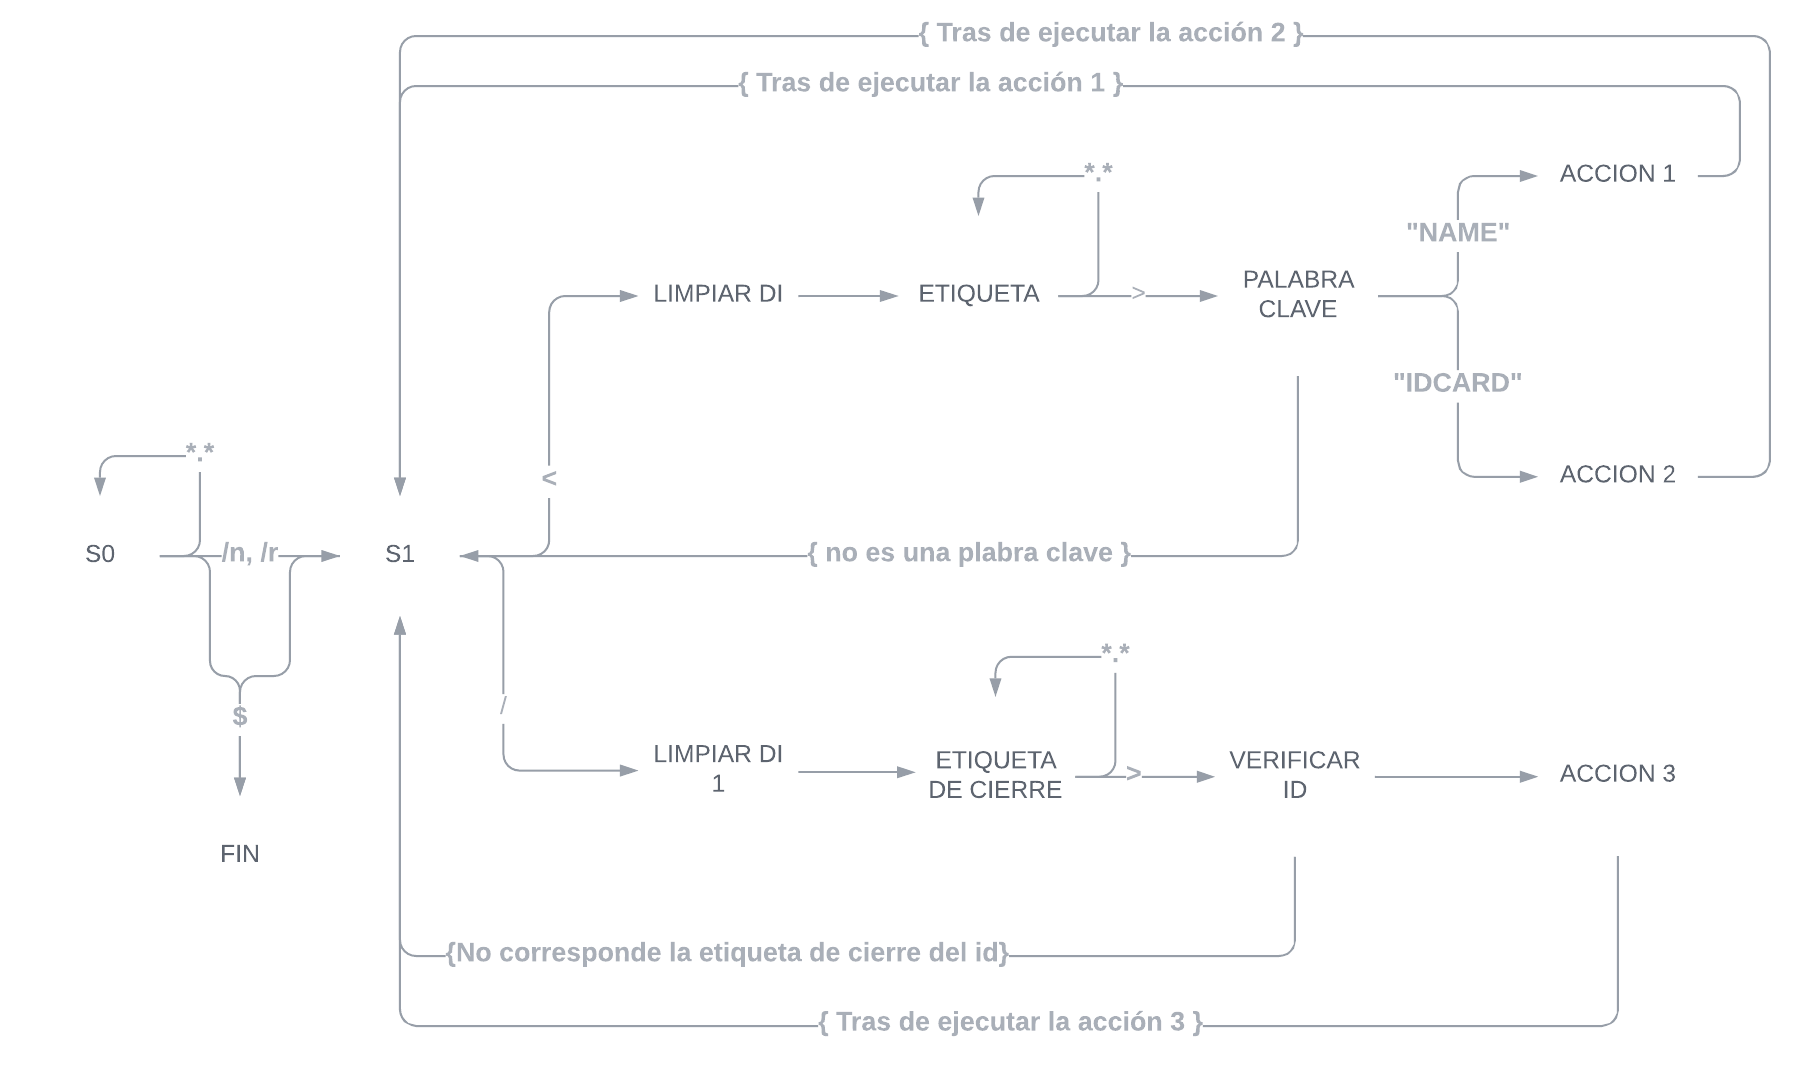 { Tras de ejecutar la acción 2 }
{ Tras de ejecutar la acción 1 }
*.*
ACCION 1
"NAME"
LIMPIAR DI
ETIQUETA
>
PALABRA
CLAVE
"IDCARD"
*.*
<
ACCION 2
S0
/n, /r
S1
{ no es una plabra clave }
*.*
/
$
LIMPIAR DI
1
ETIQUETA
DE CIERRE
>
VERIFICAR
ID
ACCION 3
FIN
{No corresponde la etiqueta de cierre del id}
{ Tras de ejecutar la acción 3 }